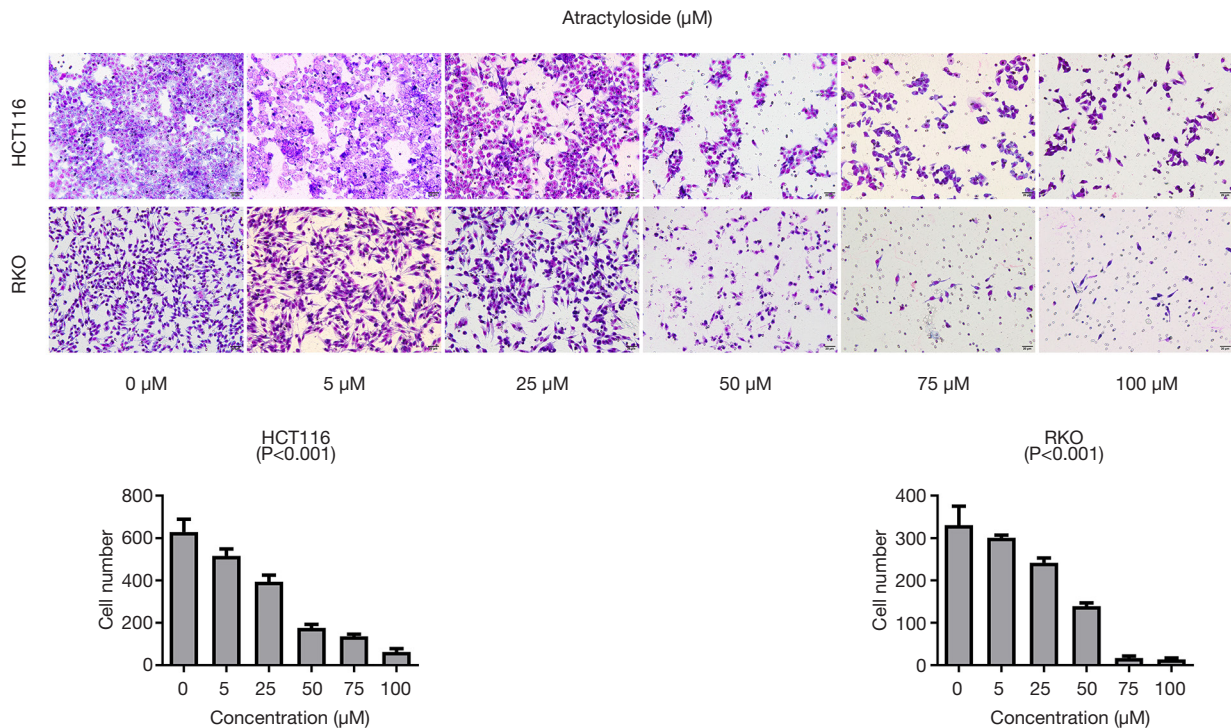 Atractyloside (µM)
HCT116
RKO
0 µM 5 µM 25 µM 50 µM 75 µM 100 µM
HCT116
(P<0.001)
800
600
400
200
0
Cell number
0 5 25 50 75 100
Concentration (µM)
RKO
(P<0.001)
400
300
200
100
0
Cell number
0 5 25 50 75 100
Concentration (µM)